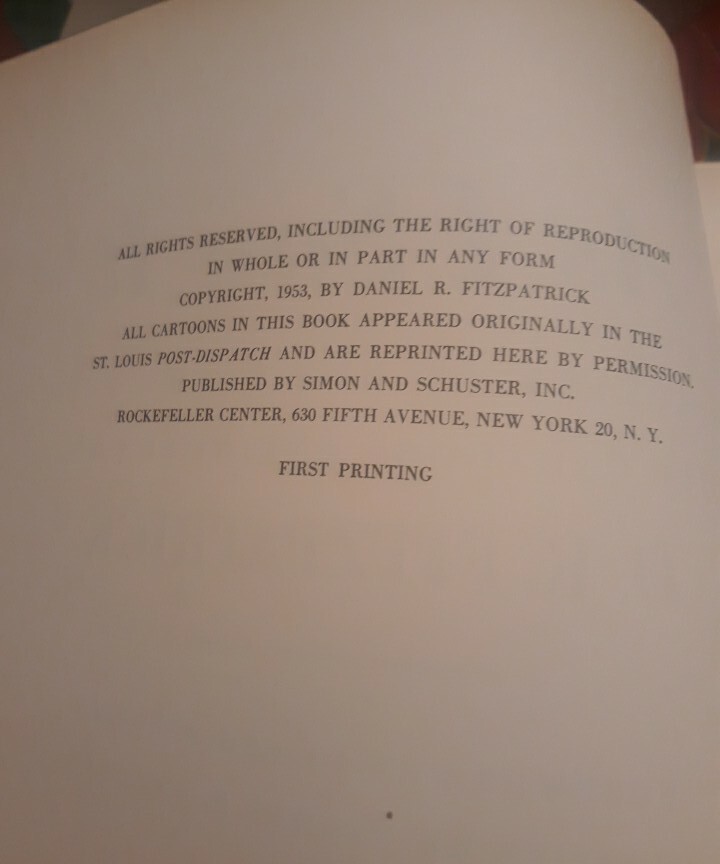 ALL RIGHTS RESERVED, INCLUDING THE RIGHT OF REPRODUCTION
IN WHOLE OR IN PART IN ANY FORM
COPYRIGHT, 1953, BY DANIEL R. FITZPATRICK
ALL CARTOONS IN THIS BOOK APPEARED ORIGINALLY IN THE
ST. LOUIS POST-DISPATCH AND ARE REPRINTED HERE BY PERMISSION.
PUBLISHED BY SIMON AND SCHUSTER, INC.
ROCKEFELLER CENTER, 630 FIFTH AVENUE, NEW YORK 20, N. Y.
FIRST PRINTING